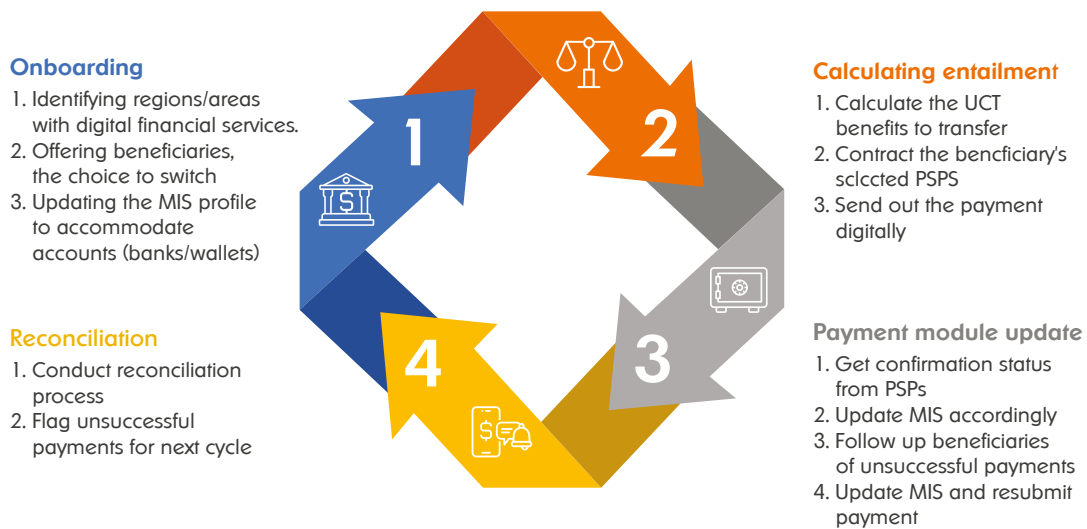 Onboarding
1. Identifying regions/areas
with digital financial services.
2. Offering beneficiaries,
the choice to switch
3. Updating the MIS profile
to accommodate
accounts (banks/wallets)
1
$
2
Calculating entailment
1. Calculate the UCT
benefits to transfer
2. Contract the bencficiary's
sclccted PSPS
3. Send out the payment
digitally
3
Payment module update
1. Get confirmation status
from PSPs
2. Update MIS accordingly
3. Follow up beneficiaries
of unsuccessful payments
4. Update MIS and resubmit
payment
4
$
Reconciliation
1. Conduct reconciliation
process
2. Flag unsuccessful
payments for next cycle